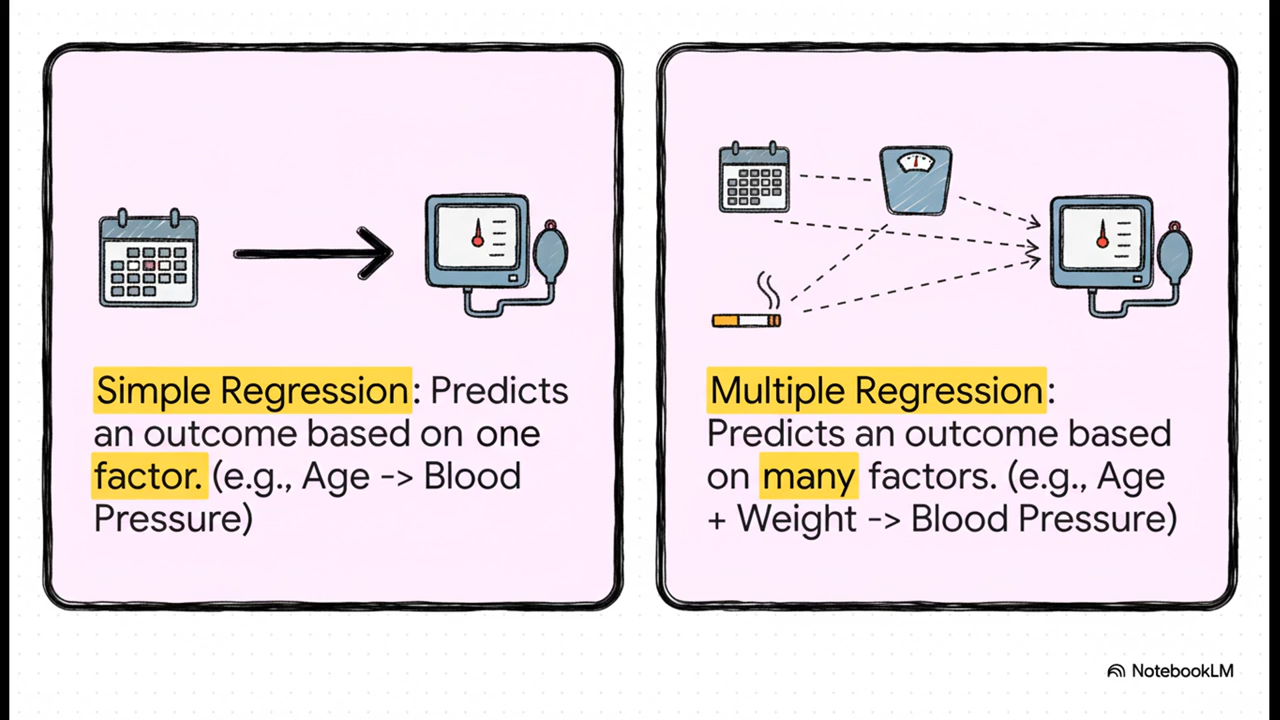 Simple Regression: Predicts
an outcome based on one
factor. (e.g., Age -> Blood
Pressure)
Multiple Regression:
Predicts an outcome based
on many factors. (e.g., Age
+ Weight -> Blood Pressure)
NotebookLM